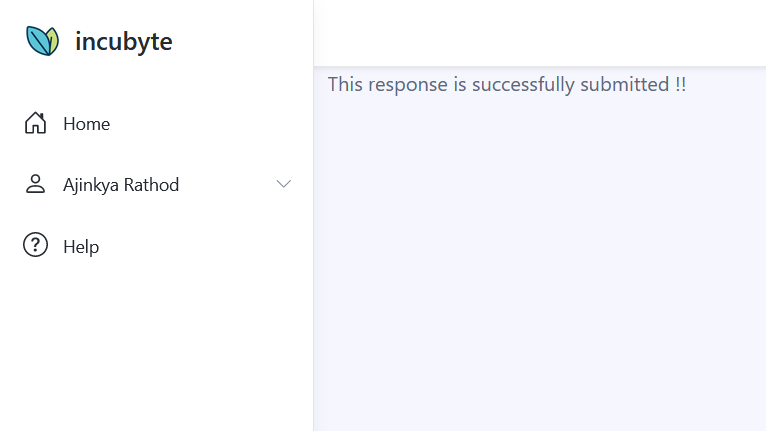 incubyte
Home
Ajinkya Rathod
Help
This response is successfully submitted !!